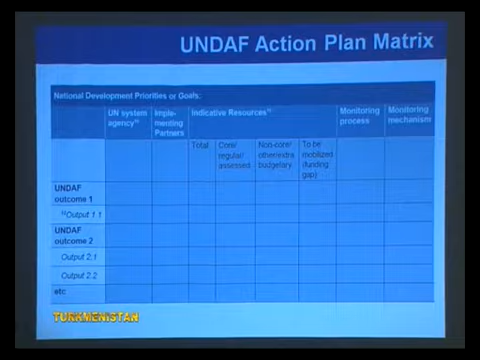 UNDAF Action Plan Matrix
National Development Priorities or Goals:
UN system
agency
Imple-
menting
Partners
Indicative Resources
Monitoring
process
Monitoring
mechanism
Total
Core/
regular/
assessed
Non-core/
other/extra
budgetary
To be
mobilized
(funding
gap)
UNDAF
outcome 1
Output 1.1
UNDAF
outcome 2
Output 2.1
Output 2.2
etc
TURKMENISTAN